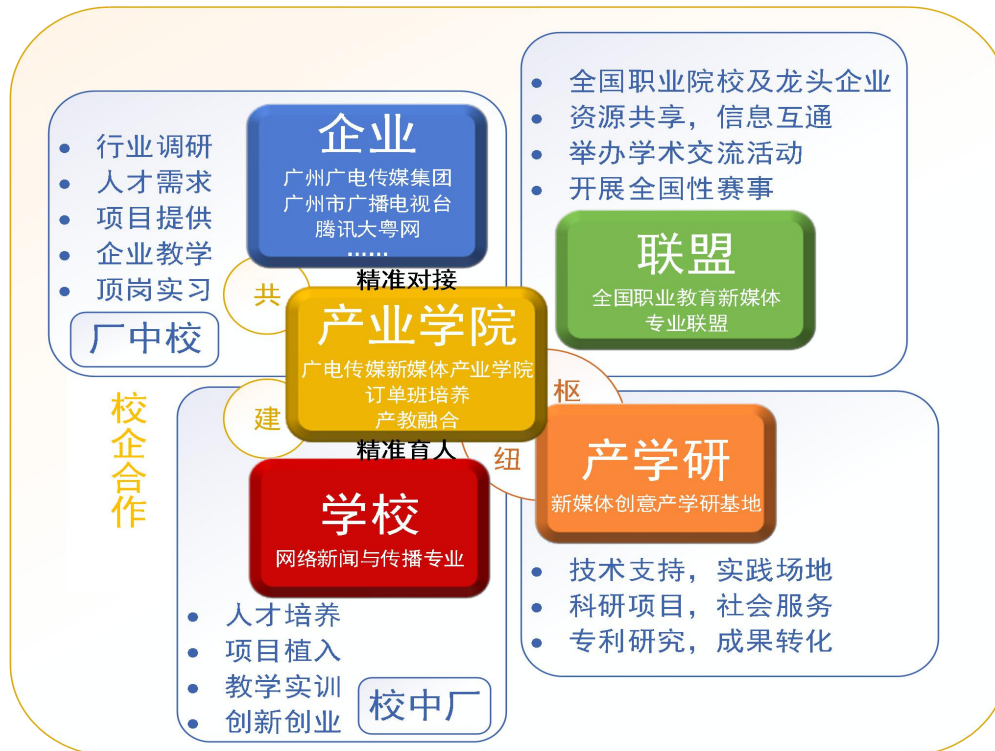 企业
广州广电传媒集团
广州市广播电视台
腾讯大粤网
……
• 行业调研
• 人才需求
• 项目提供
• 企业教学
• 顶岗实习
厂中校
共
精准对接
产业学院
广电传媒新媒体产业学院
订单班培养
产教融合
建
精准育人
校企合作
学校
网络新闻与传播专业
• 人才培养
• 项目植入
• 教学实训
• 创新创业
校中厂
• 全国职业院校及龙头企业
• 资源共享，信息互通
• 举办学术交流活动
• 开展全国性赛事
联盟
全国职业教育新媒体
专业联盟
枢
纽
产学研
新媒体创意产学研基地
• 技术支持，实践场地
• 科研项目，社会服务
• 专利研究，成果转化